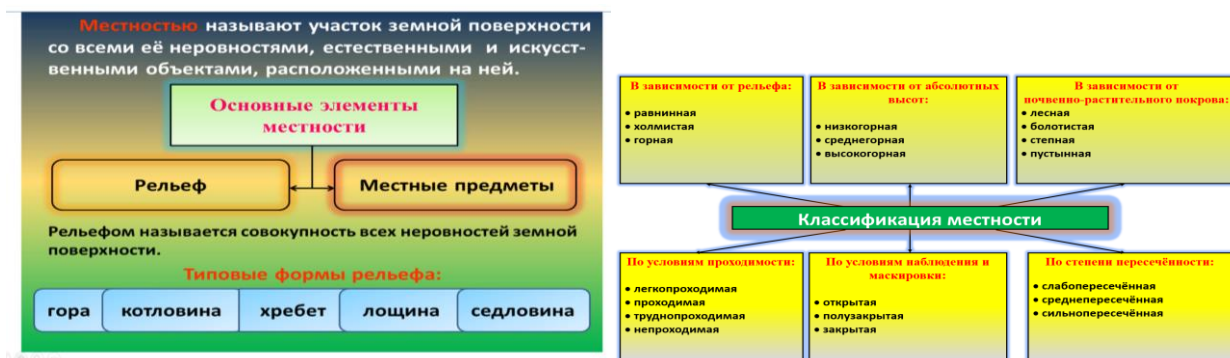 Местностью называют участок земной поверхности
со всеми её неровностями, естественными и искусст-
венными объектами, расположенными на ней.
Основные элементы
местности
Рельеф
Местные предметы
Рельефом называется совокупность всех неровностей земной
поверхности.
Типовые формы рельефа:
гора
котловина
хребет
лощина
седловина
В зависимости от рельефа:
• равнинная
• холмистая
• горная
В зависимости от абсолютных
высот:
• низкогорная
• среднегорная
• высокогорная
В зависимости от
почвенно-растительного покрова:
• лесная
• болотистая
• степная
• пустынная
Классификация местности
По условиям проходимости:
• легкопроходимая
• проходимая
• труднопроходимая
• непроходимая
По условиям наблюдения и
маскировки:
• открытая
• полузакрытая
• закрытая
По степени пересечённости:
• слабопересечённая
• среднепересечённая
• сильнопересечённая